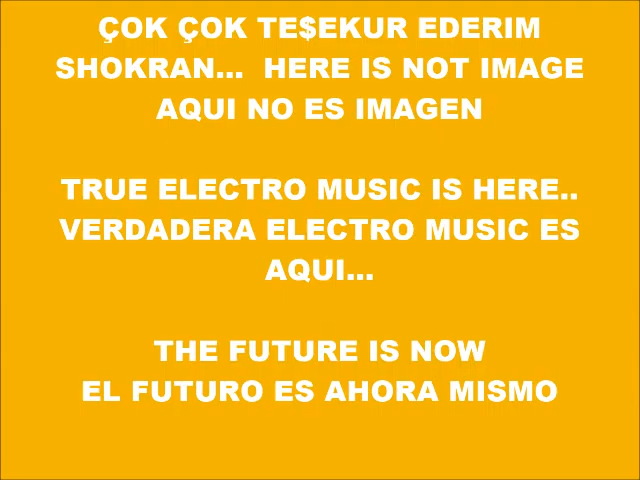 ÇOK ÇOK TE$EKUR EDERIM
SHOKRAN... HERE IS NOT IMAGE
AQUI NO ES IMAGEN
TRUE ELECTRO MUSIC IS HERE..
VERDADERA ELECTRO MUSIC ES
AQUI...
THE FUTURE IS NOW
EL FUTURO ES AHORA MISMO